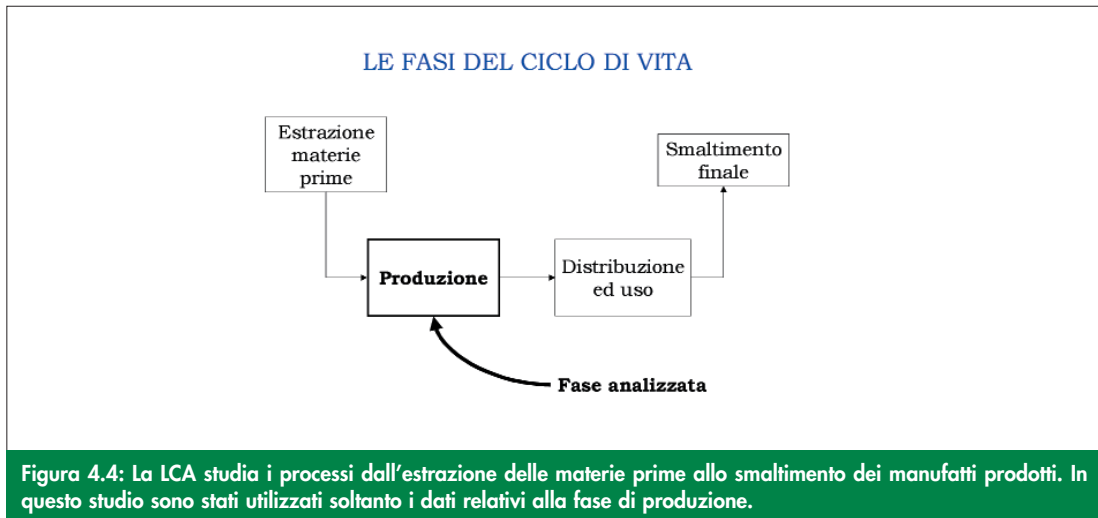 LE FASI DEL CICLO DI VITA
Estrazione
materie
prime
Smaltimento
finale
Produzione
Distribuzione
ed uso
Fase analizzata
Figura 4.4: La LCA studia i processi dall’estrazione delle materie prime allo smaltimento dei manufatti prodotti. In
questo studio sono stati utilizzati soltanto i dati relativi alla fase di produzione.